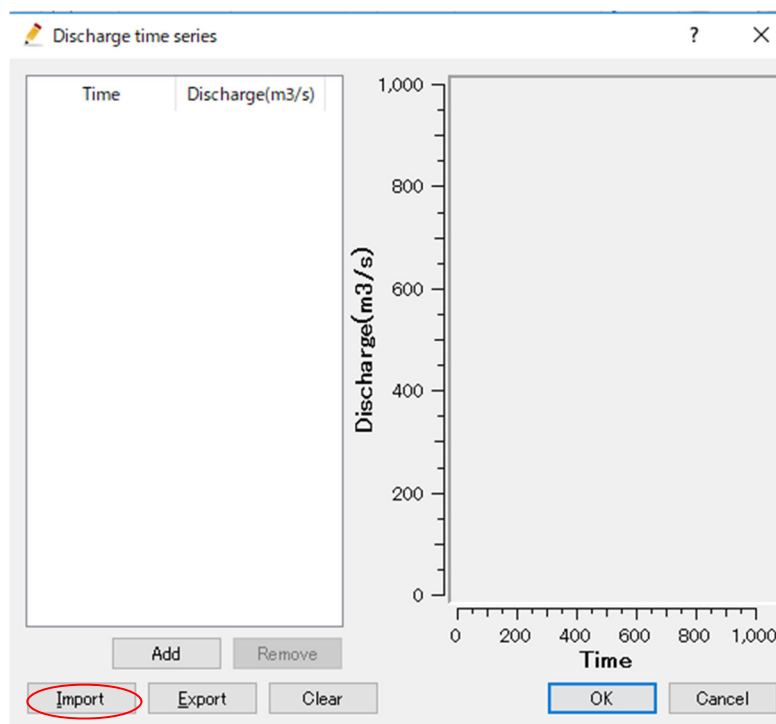 Discharge time series
?
Time Discharge(m3/s)
1,000
800
600
400
200
0
Discharge(m3/s)
0 200 400 600 800 1,000
Time
Add Remove
Import Export Clear OK Cancel